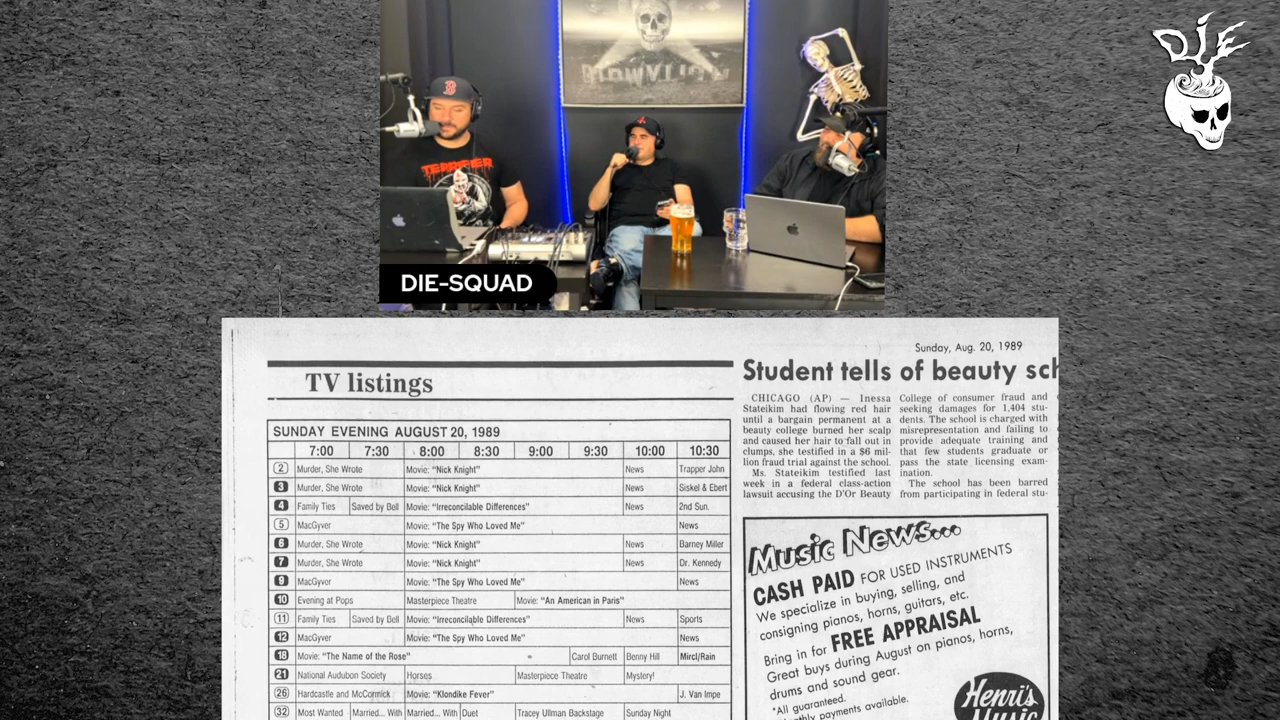 DIE
B
A
TERRIFIER
DIE-SQUAD
Sunday, Aug. 20, 1989
TV listings
SUNDAY EVENING AUGUST 20, 1989
7:00 7:30 8:00 8:30 9:00 9:30 10:00 10:30
2 Murder, She Wrote Movie: "Nick Knight" News Trapper John
3 Murder, She Wrote Movie: "Nick Knight" Siskel & Ebert
4 Family Ties Saved by Bell Movie: "Irreconcilable Differences" News 2nd Sun.
5 MacGyver Movie: "The Spy Who Loved Me" News
6 Murder, She Wrote Movie: "Nick Knight" News Barney Miller
7 Murder, She Wrote Movie: "Nick Knight" News Dr. Kennedy
9 MacGyver Movie: "The Spy Who Loved Me" News
10 Evening at Pops Masterpiece Theatre Movie: "An American in Paris"
11 Family Ties Saved by Bell Movie: "Irreconcilable Differences" News Sports
12 MacGyver Movie: "The Spy Who Loved Me" News
18 Movie: "The Name of the Rose" Carol Burnett Benny Hill Mircl/Rain
21 National Audubon Society Horses Masterpiece Theatre Mystery!
26 Hardcastle and McCormick Movie: "Klondike Fever" J. Van Impe
32 Most Wanted Married... With Married... With Duet Tracey Ullman Backstage Sunday Night
Student tells of beauty sch
CHICAGO (AP) — Inessa
Stateikim had flowing red hair
until a bargain permanent at a
beauty college burned her scalp
and caused her hair to fall out in
clumps, she testified in a $6 mil-
lion fraud trial against the school.
Ms. Stateikim testified last
week in a federal class-action
lawsuit accusing the D'Or Beauty
College of consumer fraud and
seeking damages for 1,404 stu-
dents. The school is charged with
misrepresentation and failing to
provide adequate training and
that few students graduate or
pass the state licensing exam-
ination.
The school has been barred
from participating in federal stu-
Music News...
CASH PAID FOR USED INSTRUMENTS
We specialize in buying, selling, and
consigning pianos, horns, guitars, etc.
Bring in for FREE APPRAISAL
Great buys during August on pianos, horns,
drums and sound gear.
*All guaranteed.
payments available.
Henri's
Music